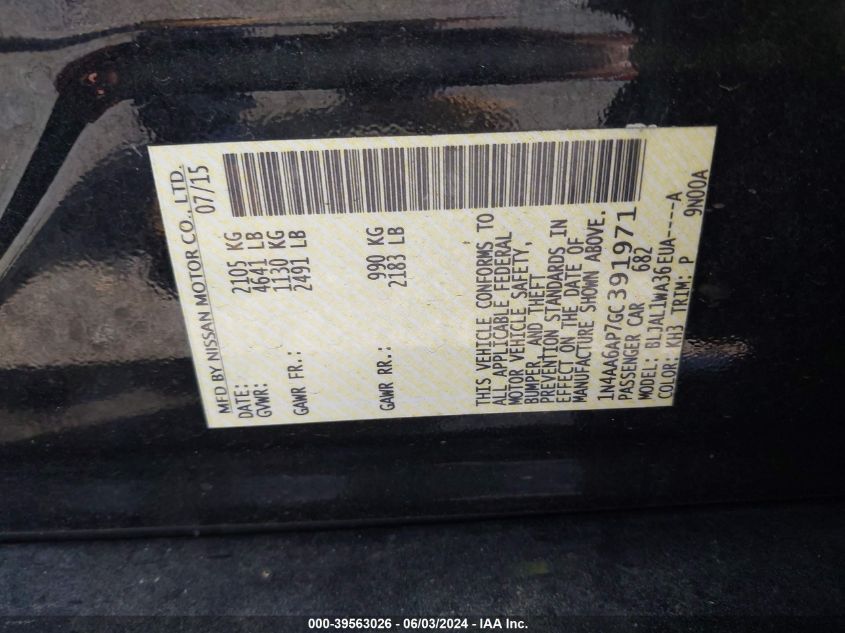 MFD BY NISSAN MOTOR CO., LTD.
DATE: 07/15
GVWR: 2105 KG
4641 LB
GAWR FR.: 1130 KG
2491 LB
GAWR RR.: 990 KG
2183 LB
THIS VEHICLE CONFORMS TO
ALL APPLICABLE FEDERAL
MOTOR VEHICLE SAFETY,
BUMPER, AND THEFT
PREVENTION STANDARDS IN
EFFECT ON THE DATE OF
MANUFACTURE SHOWN ABOVE.
1N4AA6AP7GC391971
PASSENGER CAR 682
MODEL: BLJAL1WA36EUA----A
COLOR: KH3 TRIM: P 9N00A
000-39563026 - 06/03/2024 - IAA Inc.